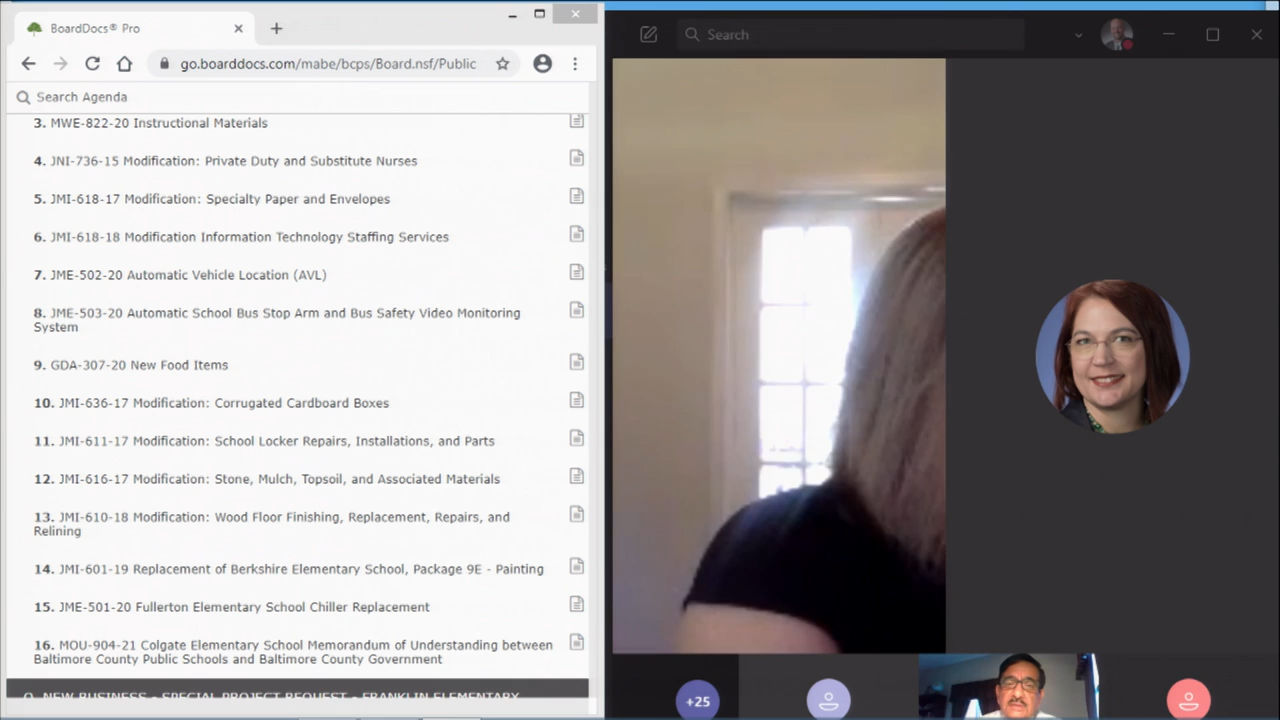 BoardDocs® Pro
go.boarddocs.com/mabe/bcps/Board.nsf/Public
Search Agenda
3. MWE-822-20 Instructional Materials
4. JNI-736-15 Modification: Private Duty and Substitute Nurses
5. JMI-618-17 Modification: Specialty Paper and Envelopes
6. JMI-618-18 Modification Information Technology Staffing Services
7. JME-502-20 Automatic Vehicle Location (AVL)
8. JME-503-20 Automatic School Bus Stop Arm and Bus Safety Video Monitoring
System
9. GDA-307-20 New Food Items
10. JMI-636-17 Modification: Corrugated Cardboard Boxes
11. JMI-611-17 Modification: School Locker Repairs, Installations, and Parts
12. JMI-616-17 Modification: Stone, Mulch, Topsoil, and Associated Materials
13. JMI-610-18 Modification: Wood Floor Finishing, Replacement, Repairs, and
Relining
14. JMI-601-19 Replacement of Berkshire Elementary School, Package 9E - Painting
15. JME-501-20 Fullerton Elementary School Chiller Replacement
16. MOU-904-21 Colgate Elementary School Memorandum of Understanding between
Baltimore County Public Schools and Baltimore County Government
NEW BUSINESS - SPECIAL PROJECT REQUEST - FRANKLIN ELEMENTARY
Search
+25